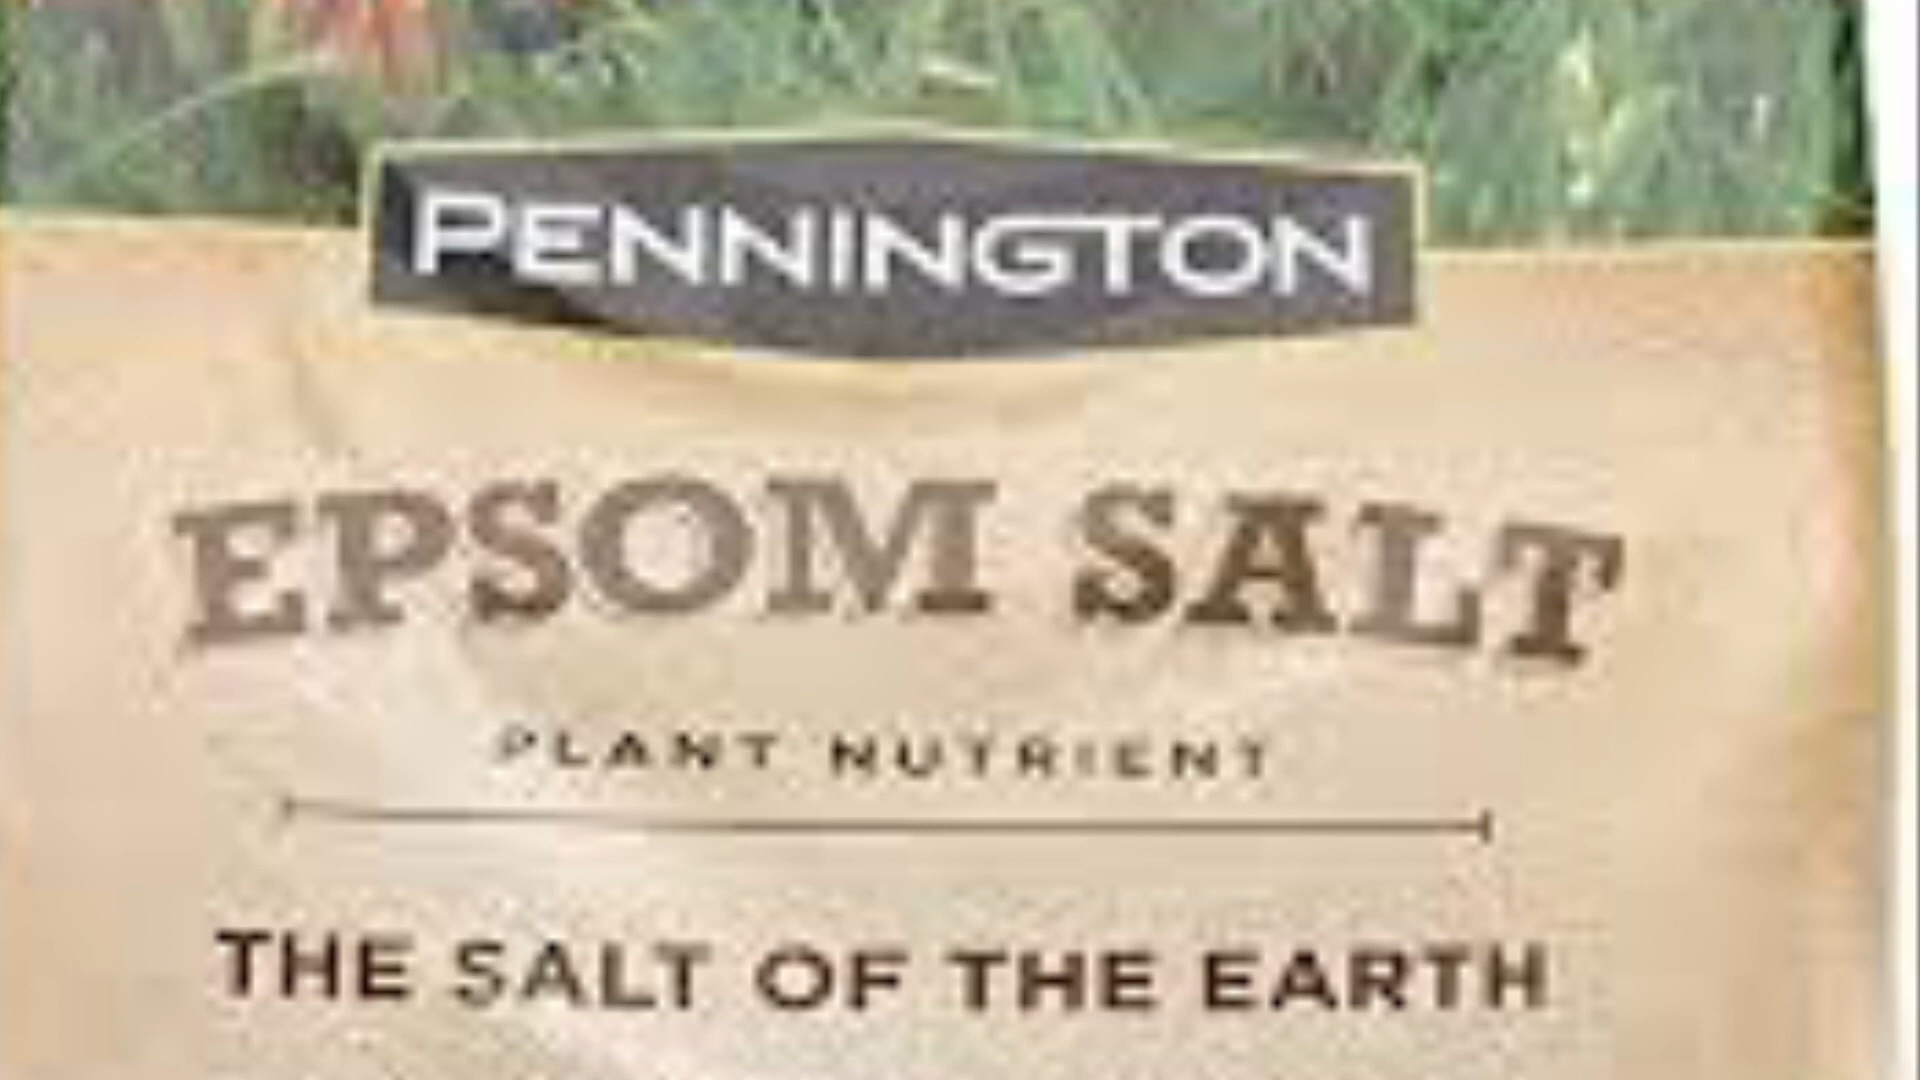 PENNINGTON
EPSOM SALT
PLANT NUTRIENT
THE SALT OF THE EARTH